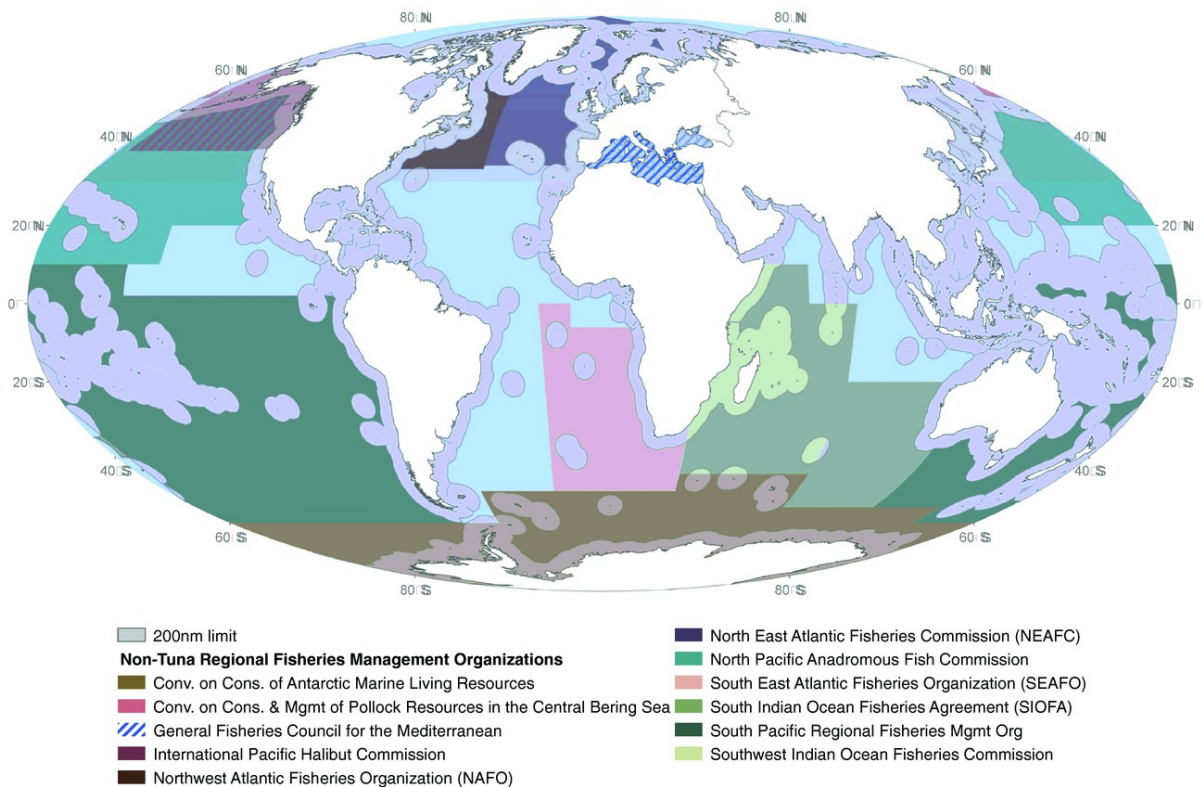 80□N 80□N
60□N 60□N
40□N 40□N
20□N 20□N
0□ 0□
20□S 20□S
40□S 40□S
60□S 60□S
80□S 80□S
200nm limit
Non-Tuna Regional Fisheries Management Organizations
Conv. on Cons. of Antarctic Marine Living Resources
Conv. on Cons. & Mgmt of Pollock Resources in the Central Bering Sea
General Fisheries Council for the Mediterranean
International Pacific Halibut Commission
Northwest Atlantic Fisheries Organization (NAFO)
North East Atlantic Fisheries Commission (NEAFC)
North Pacific Anadromous Fish Commission
South East Atlantic Fisheries Organization (SEAFO)
South Indian Ocean Fisheries Agreement (SIOFA)
South Pacific Regional Fisheries Mgmt Org
Southwest Indian Ocean Fisheries Commission